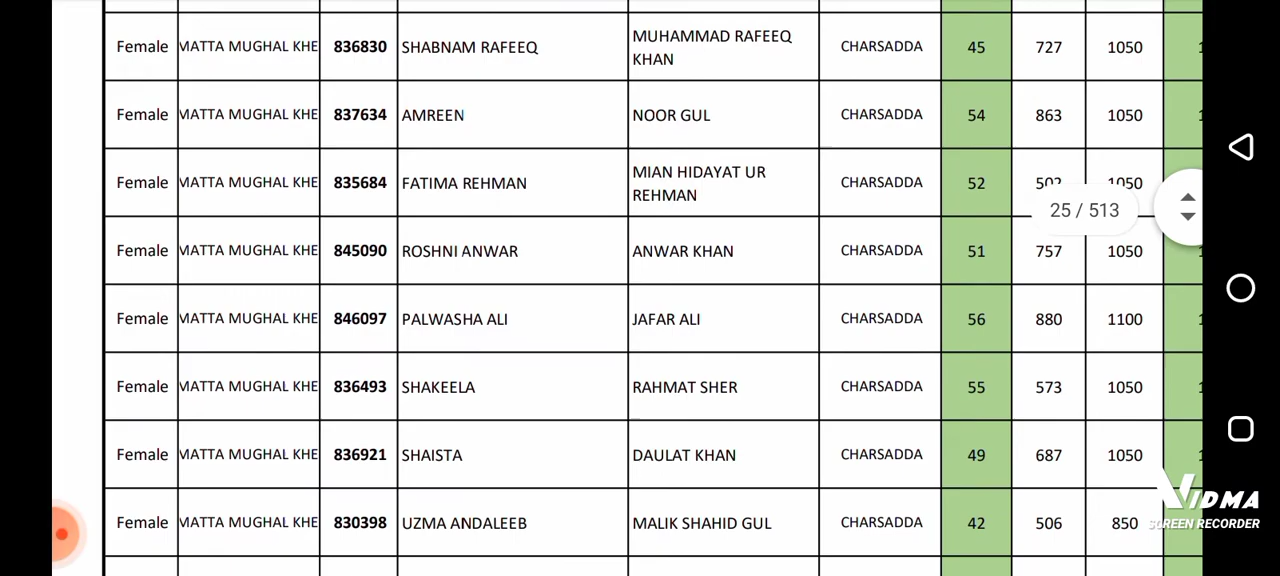 Female MATTA MUGHAL KHE 836830 SHABNAM RAFEEQ MUHAMMAD RAFEEQ KHAN CHARSADDA 45 727 1050
Female MATTA MUGHAL KHE 837634 AMREEN NOOR GUL CHARSADDA 54 863 1050
Female MATTA MUGHAL KHE 835684 FATIMA REHMAN MIAN HIDAYAT UR REHMAN CHARSADDA 52 502 1050
25 / 513
Female MATTA MUGHAL KHE 845090 ROSHNI ANWAR ANWAR KHAN CHARSADDA 51 757 1050
Female MATTA MUGHAL KHE 846097 PALWASHA ALI JAFAR ALI CHARSADDA 56 880 1100
Female MATTA MUGHAL KHE 836493 SHAKEELA RAHMAT SHER CHARSADDA 55 573 1050
Female MATTA MUGHAL KHE 836921 SHAISTA DAULAT KHAN CHARSADDA 49 687 1050
Female MATTA MUGHAL KHE 830398 UZMA ANDALEEB MALIK SHAHID GUL CHARSADDA 42 506 850
VIDMA
SCREEN RECORDER